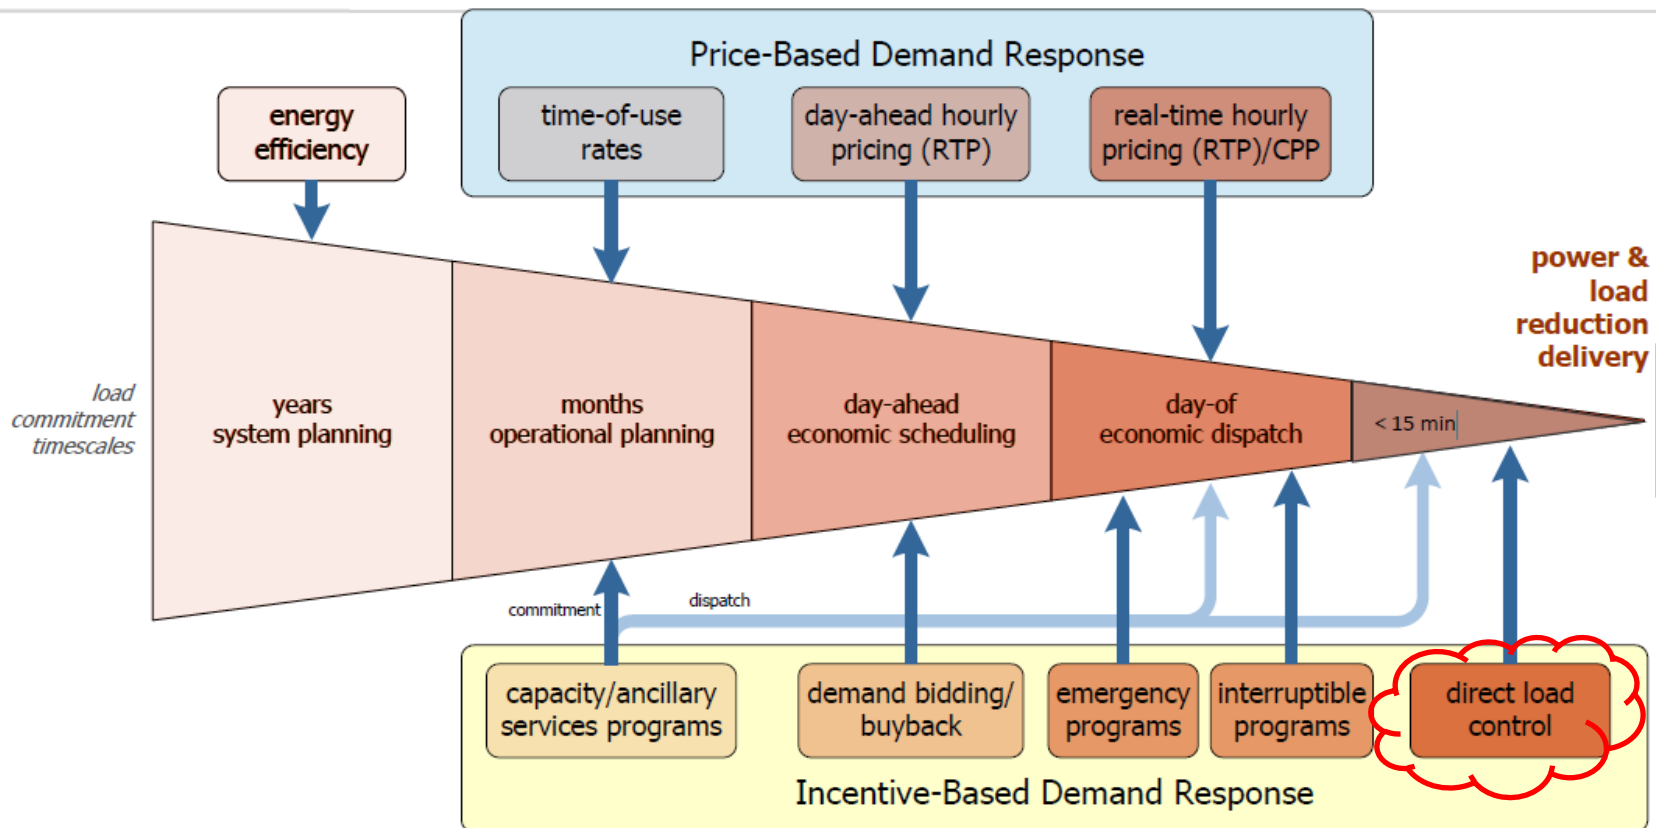 Price-Based Demand Response
energy
efficiency
time-of-use
rates
day-ahead hourly
pricing (RTP)
real-time hourly
pricing (RTP)/CPP
power &
load
reduction
delivery
load
commitment
timescales
years
system planning
months
operational planning
day-ahead
economic scheduling
day-of
economic dispatch
< 15 min
commitment
dispatch
capacity/ancillary
services programs
demand bidding/
buyback
emergency
programs
interruptible
programs
direct load
control
Incentive-Based Demand Response